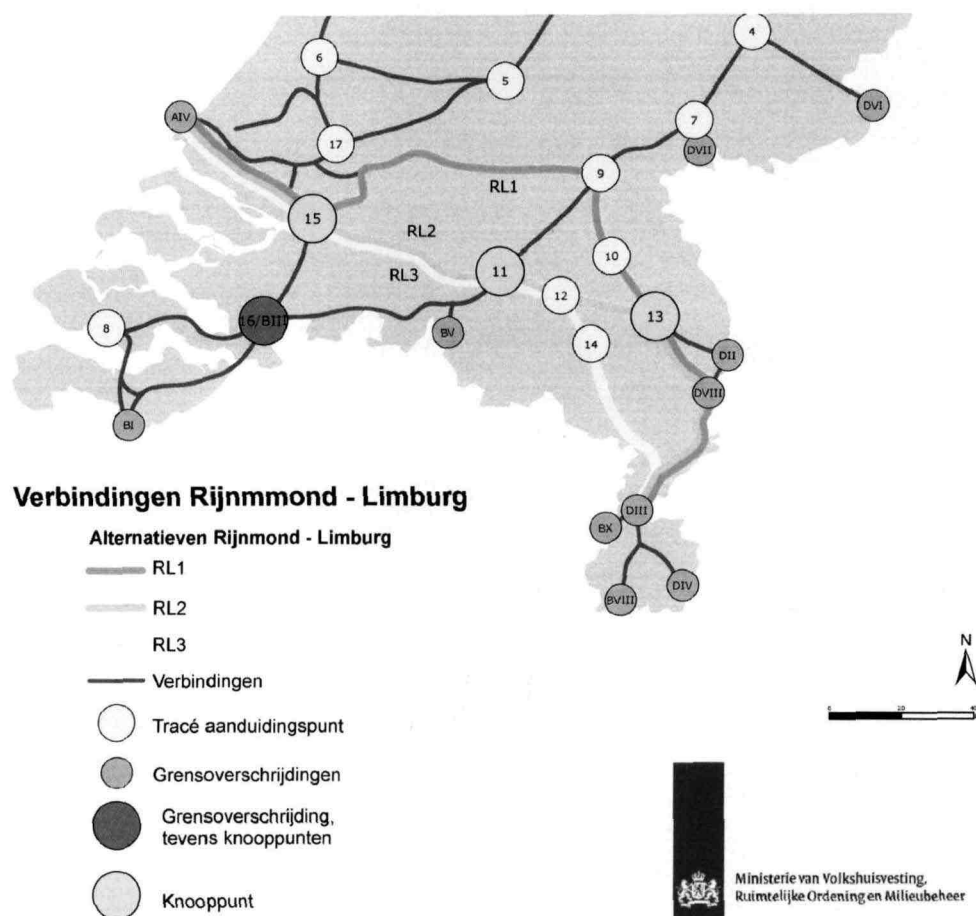 4
6
5
DVI
AIV
7
17
DVII
9
RL1
15
RL2
10
11
RL3
12
13
16/BIII
8
BV
14
DII
DVIII
BI
Verbindingen Rijnmmond - Limburg
DIII
BX
Alternatieven Rijnmond - Limburg
RL1
DIV
BVIII
RL2
RL3
N
Verbindingen
0 20 40
Tracé aanduidingspunt
Grensoverschrijdingen
Grensoverschrijding,
tevens knooppunten
Knooppunt
Ministerie van Volkshuisvesting,
Ruimtelijke Ordening en Milieubeheer